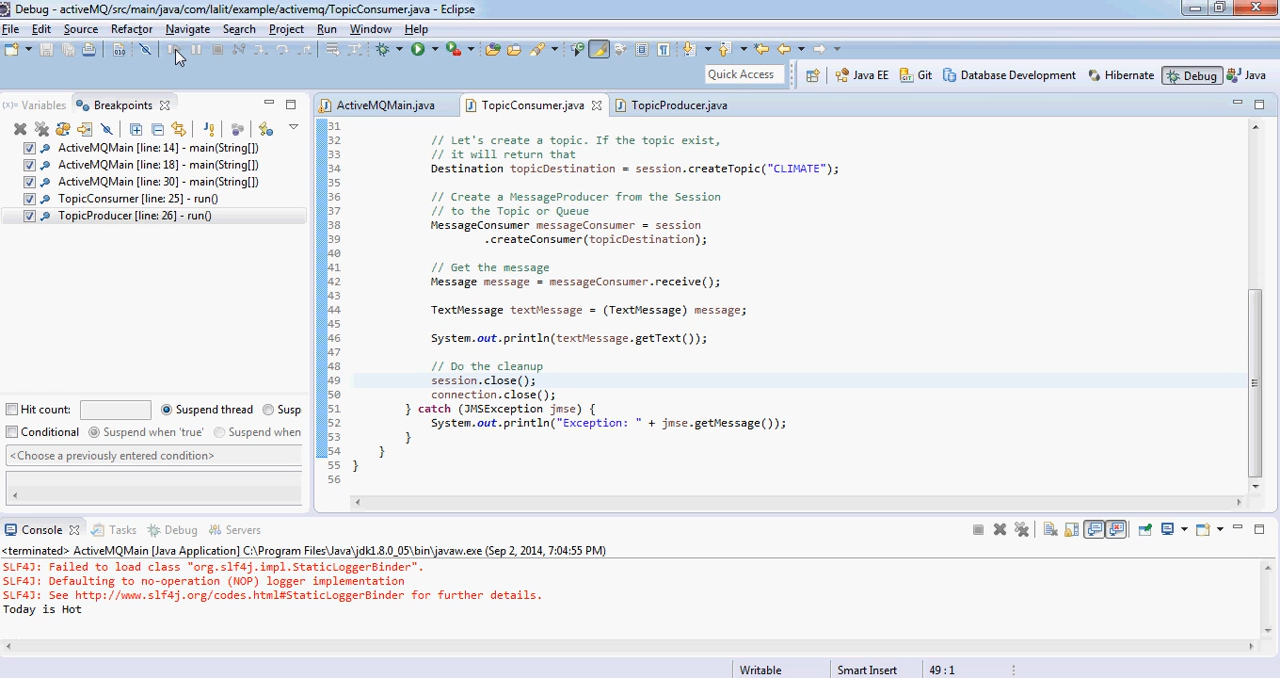 Debug - activeMQ/src/main/java/com/lalit/example/activemq/TopicConsumer.java - Eclipse
File Edit Source Refactor Navigate Search Project Run Window Help
Quick Access Java EE Git Database Development Hibernate Debug Java
(x)= Variables Breakpoints
ActiveMQMain.java TopicConsumer.java TopicProducer.java
ActiveMQMain [line: 14] - main(String[])
ActiveMQMain [line: 18] - main(String[])
ActiveMQMain [line: 30] - main(String[])
TopicConsumer [line: 25] - run()
TopicProducer [line: 26] - run()
Hit count: Suspend thread Susp
Conditional Suspend when 'true' Suspend when
<Choose a previously entered condition>
31
32 // Let's create a topic. If the topic exist,
33 // it will return that
34 Destination topicDestination = session.createTopic("CLIMATE");
35
36 // Create a MessageProducer from the Session
37 // to the Topic or Queue
38 MessageConsumer messageConsumer = session
39 .createConsumer(topicDestination);
40
41 // Get the message
42 Message message = messageConsumer.receive();
43
44 TextMessage textMessage = (TextMessage) message;
45
46 System.out.println(textMessage.getText());
47
48 // Do the cleanup
49 session.close();
50 connection.close();
51 } catch (JMSException jmse) {
52 System.out.println("Exception: " + jmse.getMessage());
53 }
54 }
55 }
56
Console Tasks Debug Servers
<terminated> ActiveMQMain [Java Application] C:\Program Files\Java\jdk1.8.0_05\bin\javaw.exe (Sep 2, 2014, 7:04:55 PM)
SLF4J: Failed to load class "org.slf4j.impl.StaticLoggerBinder".
SLF4J: Defaulting to no-operation (NOP) logger implementation
SLF4J: See http://www.slf4j.org/codes.html#StaticLoggerBinder for further details.
Today is Hot
Writable Smart Insert 49 : 1